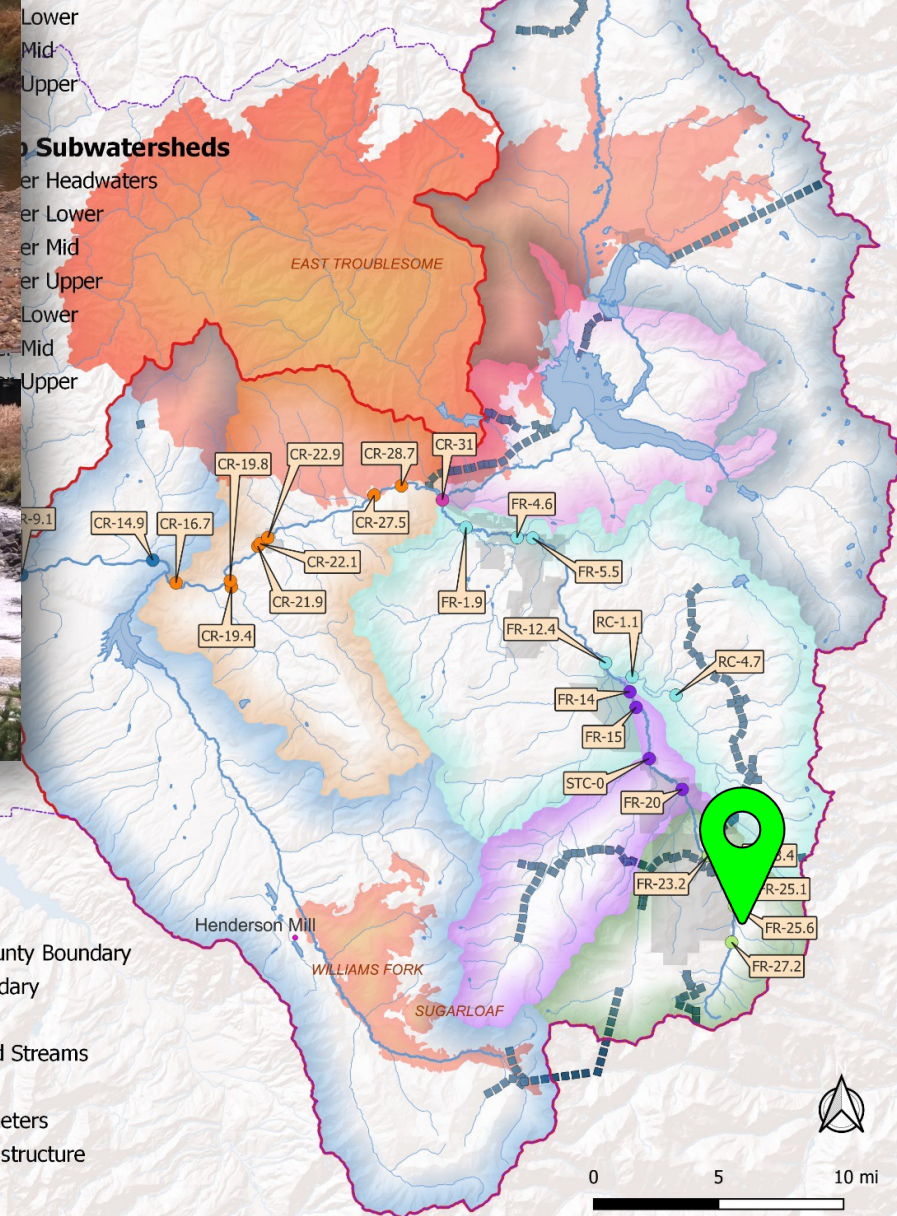 Lower
Mid
Upper
Subwatersheds
er Headwaters
er Lower
er Mid
er Upper
Lower
Mid
Upper
EAST TROUBLESOME
CR-31
CR-28.7
CR-22.9
CR-19.8
CR-27.5
FR-4.6
R-9.1
CR-14.9
CR-16.7
CR-22.1
FR-5.5
CR-21.9
FR-1.9
CR-19.4
FR-12.4
RC-1.1
RC-4.7
FR-14
FR-15
STC-0
FR-20
3.4
FR-23.2
FR-25.1
Henderson Mill
FR-25.6
unty Boundary
WILLIAMS FORK
FR-27.2
dary
SUGARLOAF
d Streams
eters
structure
0 5 10 mi